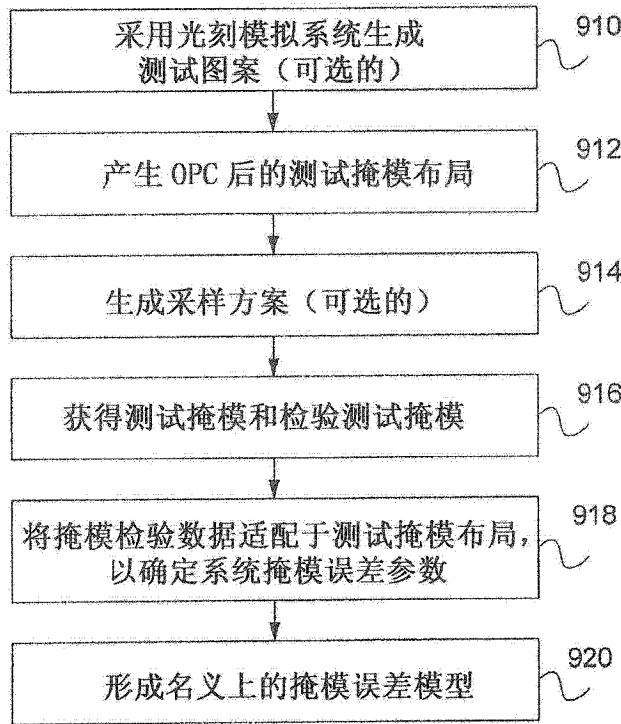 采用光刻模拟系统生成
测试图案（可选的）
910
产生 OPC 后的测试掩模布局
912
生成采样方案（可选的）
914
获得测试掩模和检验测试掩模
916
将掩模检验数据适配于测试掩模布局，
以确定系统掩模误差参数
918
形成名义上的掩模误差模型
920